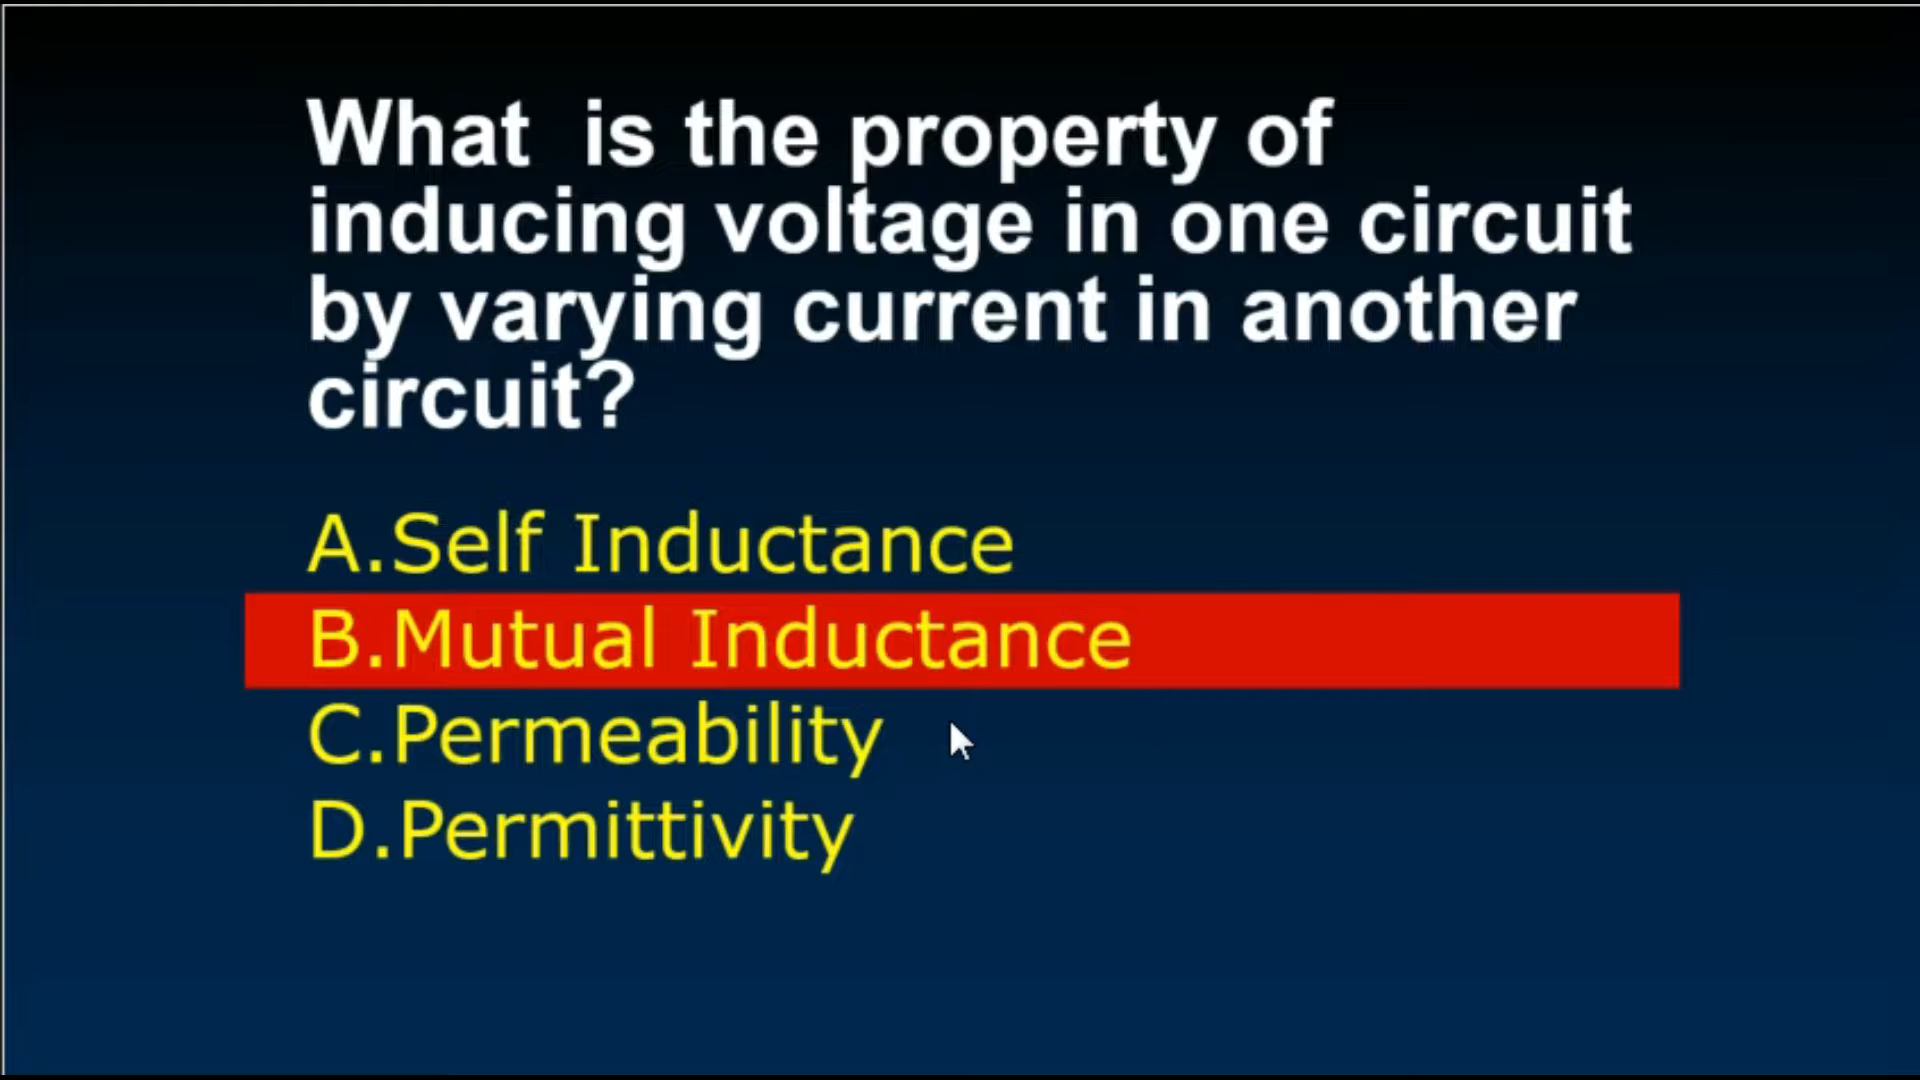 What  is the property of
inducing voltage in one circuit
by varying current in another
circuit?
A.Self Inductance
B.Mutual Inductance
C.Permeability
D.Permittivity